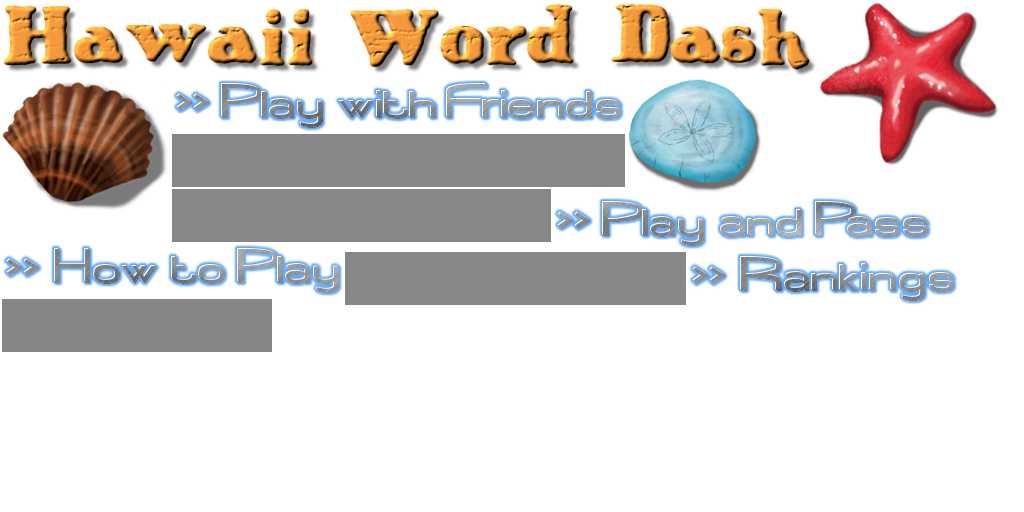 Hawaii Word Dash
>> Play with Friends
>> Play and Pass
>> How to Play
>> Rankings